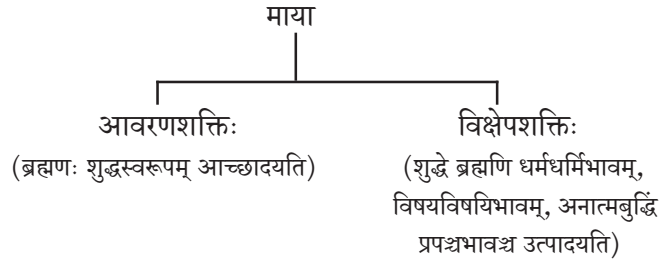 माया
आवरणशक्तिः
(ब्रह्मणः शुद्धस्वरूपम् आच्छादयति)
विक्षेपशक्तिः
(शुद्धे ब्रह्मणि धर्मधर्मिभावम्,
विषयविषयिभावम्, अनात्मबुद्धिं
प्रपञ्चभावञ्च उत्पादयति)